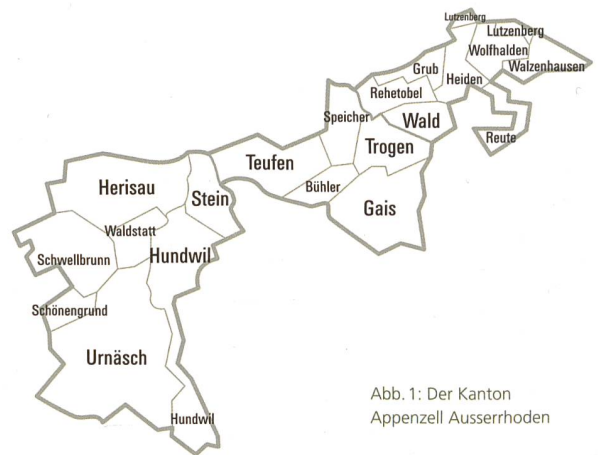 Lutzenberg
Lutzenberg
Wolfhalden
Walzenhausen
Grub
Heiden
Rehetobel
Speicher
Wald
Reute
Trogen
Teufen
Bühler
Gais
Herisau
Stein
Waldstatt
Hundwil
Schwellbrunn
Schönengrund
Urnäsch
Hundwil
Abb. 1: Der Kanton
Appenzell Ausserrhoden